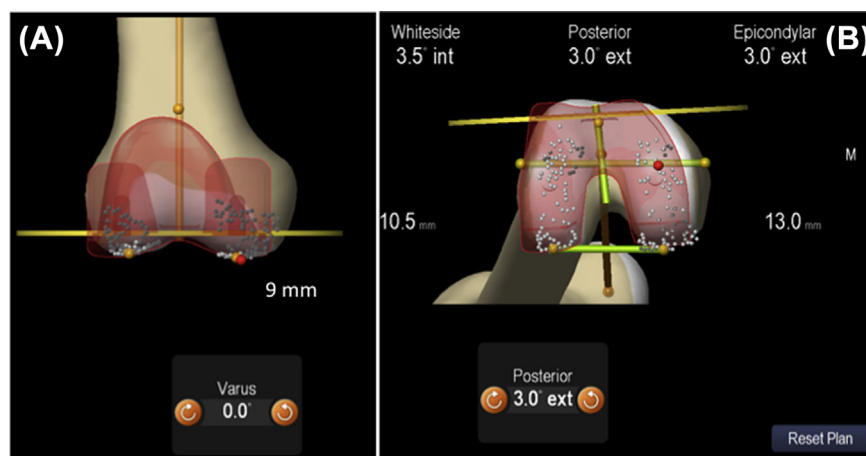 (A)
9 mm
Varus
0.0°
Whiteside
3.5° int
Posterior
3.0° ext
Epicondylar
3.0° ext
(B)
M
10.5 mm
13.0 mm
Posterior
3.0° ext
Reset Plan